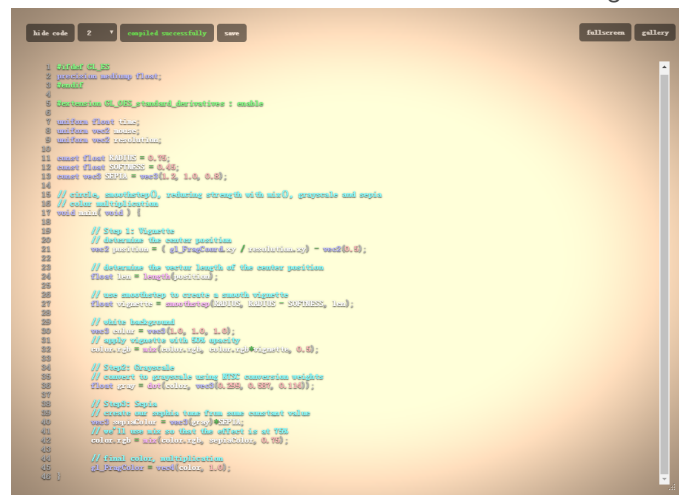 hide code 2 compiled successfully save fullscreen gallery
1 #ifdef GL_ES
2 precision mediump float;
3 #endif
4
5 #extension GL_OES_standard_derivatives : enable
6
7 uniform float time;
8 uniform vec2 mouse;
9 uniform vec2 resolution;
10
11 const float RADIUS = 0.75;
12 const float SOFTNESS = 0.45;
13 const vec3 SEPIA = vec3(1.2, 1.0, 0.8);
14
15 // circle, smoothstep(), reducing strength with mix(), grayscale and sepia
16 // color multiplication
17 void main( void ) {
18
19 // Step 1: Vignette
20 // determine the center position
21 vec2 position = ( gl_FragCoord.xy / resolution.xy) - vec2(0.5);
22
23 // determine the vector length of the center position
24 float len = length(position);
25
26 // use smoothstep to create a smooth vignette
27 float vignette = smoothstep(RADIUS, RADIUS - SOFTNESS, len);
28
29 // white background
30 vec3 color = vec3(1.0, 1.0, 1.0);
31 // apply vignette with 50% opacity
32 color.rgb = mix(color.rgb, color.rgb*vignette, 0.5);
33
34 // Step2: Grayscale
35 // convert to grayscale using NTSC conversion weights
36 float gray = dot(color, vec3(0.299, 0.587, 0.114));
37
38 // Step3: Sepia
39 // create our sephia tone from some constant value
40 vec3 sepiaColor = vec3(gray)*SEPIA;
41 // we'll use mix so that the effect is at 75%
42 color.rgb = mix(color.rgb, sepiaColor, 0.75);
43
44 // final color, multiplication
45 gl_FragColor = vec4(color, 1.0);
46 }